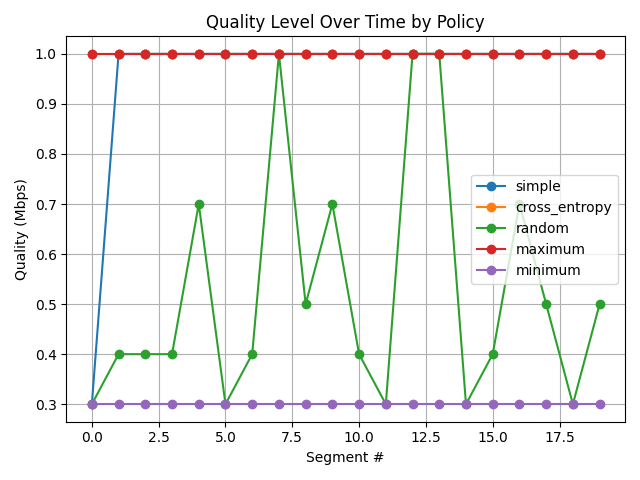 Quality Level Over Time by Policy
Quality (Mbps)
1.0
0.9
0.8
0.7
0.6
0.5
0.4
0.3
simple
cross_entropy
random
maximum
minimum
0.0 2.5 5.0 7.5 10.0 12.5 15.0 17.5
Segment #